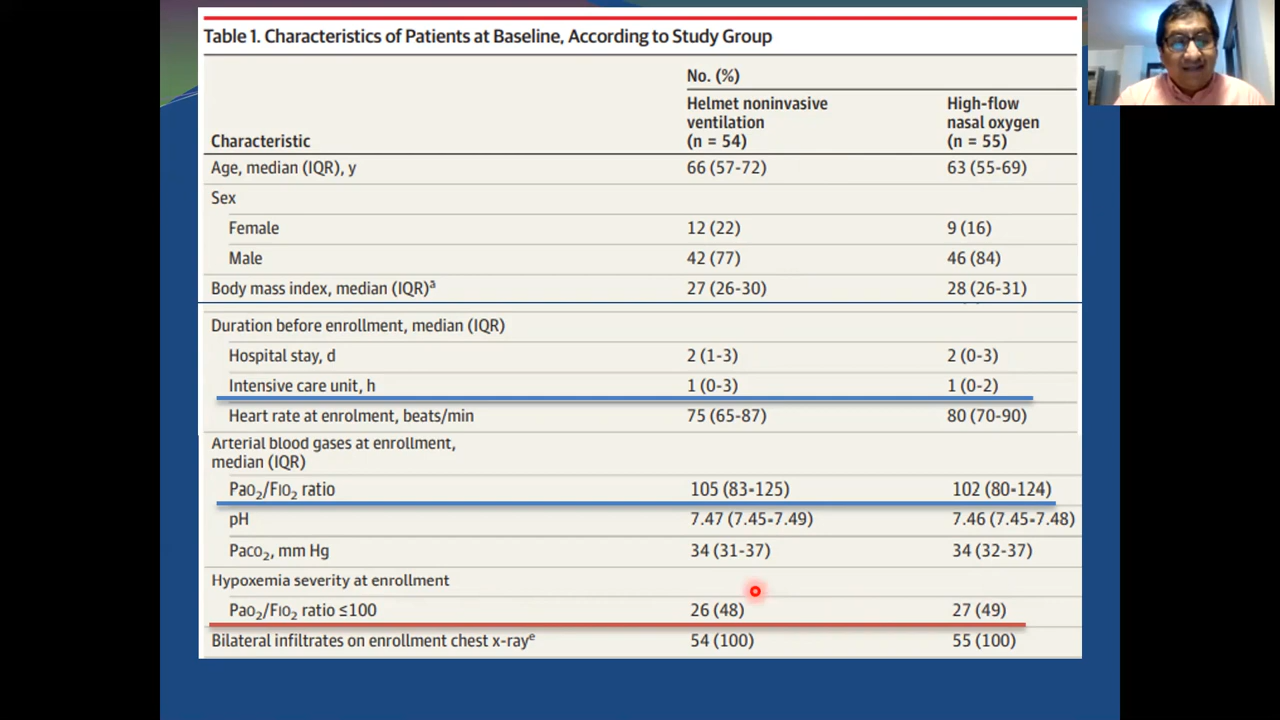 Table 1. Characteristics of Patients at Baseline, According to Study Group
No. (%)
Characteristic Helmet noninvasive ventilation (n = 54) High-flow nasal oxygen (n = 55)
Age, median (IQR), y 66 (57-72) 63 (55-69)
Sex
Female 12 (22) 9 (16)
Male 42 (77) 46 (84)
Body mass index, median (IQR)a 27 (26-30) 28 (26-31)
Duration before enrollment, median (IQR)
Hospital stay, d 2 (1-3) 2 (0-3)
Intensive care unit, h 1 (0-3) 1 (0-2)
Heart rate at enrolment, beats/min 75 (65-87) 80 (70-90)
Arterial blood gases at enrollment,
median (IQR)
PaO2/FIO2 ratio 105 (83-125) 102 (80-124)
pH 7.47 (7.45-7.49) 7.46 (7.45-7.48)
PaCO2, mm Hg 34 (31-37) 34 (32-37)
Hypoxemia severity at enrollment
PaO2/FIO2 ratio ≤100 26 (48) 27 (49)
Bilateral infiltrates on enrollment chest x-raye 54 (100) 55 (100)